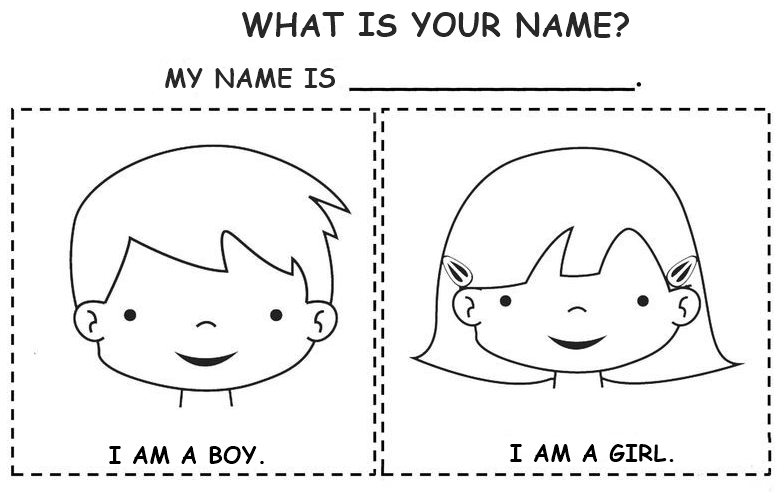 WHAT IS YOUR NAME?
MY NAME IS ________________.
I AM A BOY.
I AM A GIRL.